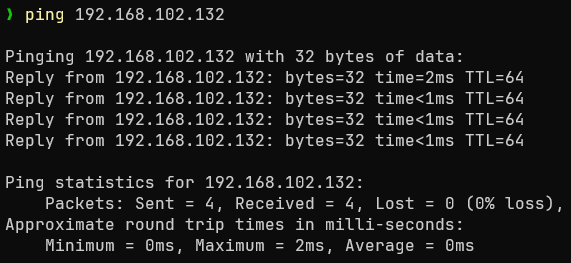 ❯ ping 192.168.102.132
Pinging 192.168.102.132 with 32 bytes of data:
Reply from 192.168.102.132: bytes=32 time=2ms TTL=64
Reply from 192.168.102.132: bytes=32 time<1ms TTL=64
Reply from 192.168.102.132: bytes=32 time<1ms TTL=64
Reply from 192.168.102.132: bytes=32 time<1ms TTL=64
Ping statistics for 192.168.102.132:
    Packets: Sent = 4, Received = 4, Lost = 0 (0% loss),
Approximate round trip times in milli-seconds:
    Minimum = 0ms, Maximum = 2ms, Average = 0ms